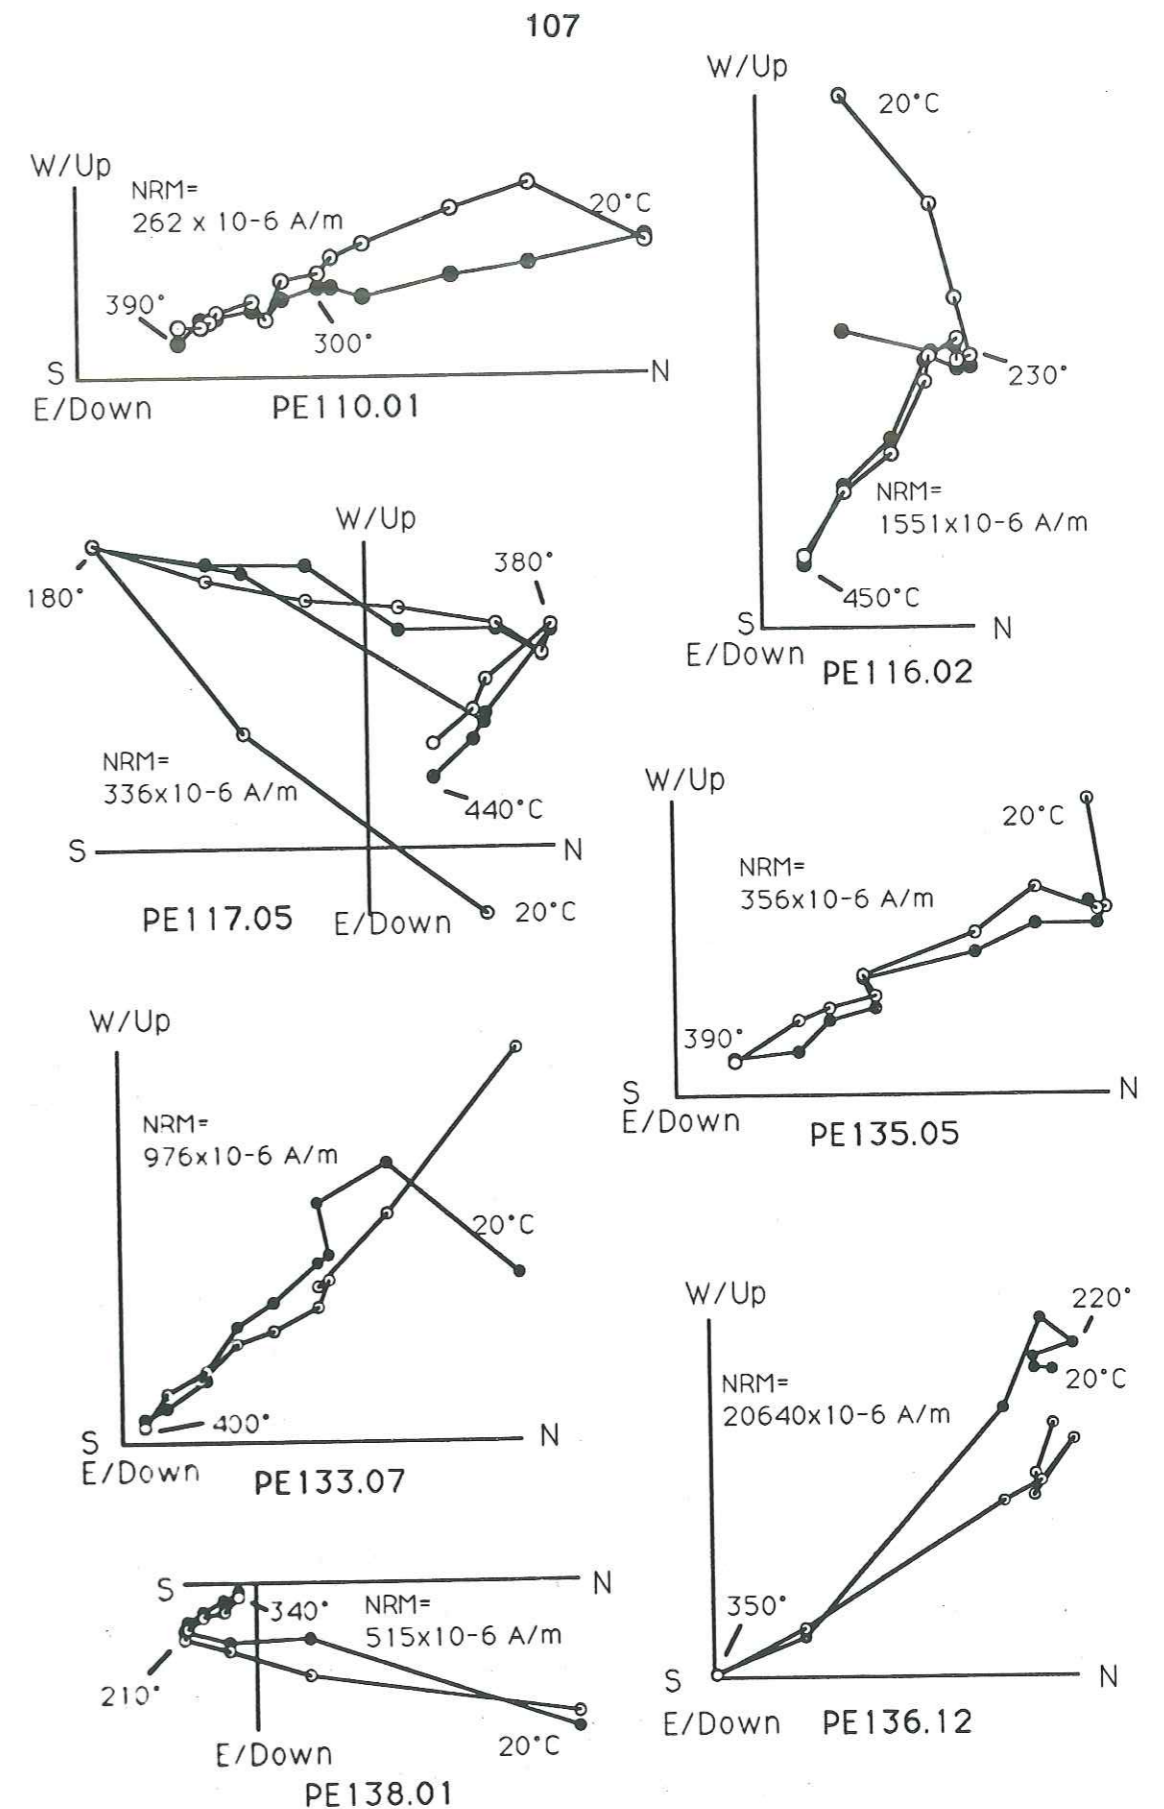 107
W/Up
NRM=
262 x 10-6 A/m
20°C
390°
300°
S
N
E/Down
PE110.01
W/Up
20°C
230°
NRM=
1551x10-6 A/m
450°C
S
N
E/Down
PE116.02
W/Up
380°
180°
NRM=
336x10-6 A/m
440°C
S
N
PE117.05
E/Down
20°C
W/Up
20°C
NRM=
356x10-6 A/m
390°
S
N
E/Down
PE135.05
W/Up
NRM=
976x10-6 A/m
20°C
400°
S
N
E/Down
PE133.07
W/Up
220°
20°C
NRM=
20640x10-6 A/m
350°
S
N
E/Down
PE136.12
S
N
340°
NRM=
515x10-6 A/m
210°
20°C
E/Down
PE138.01